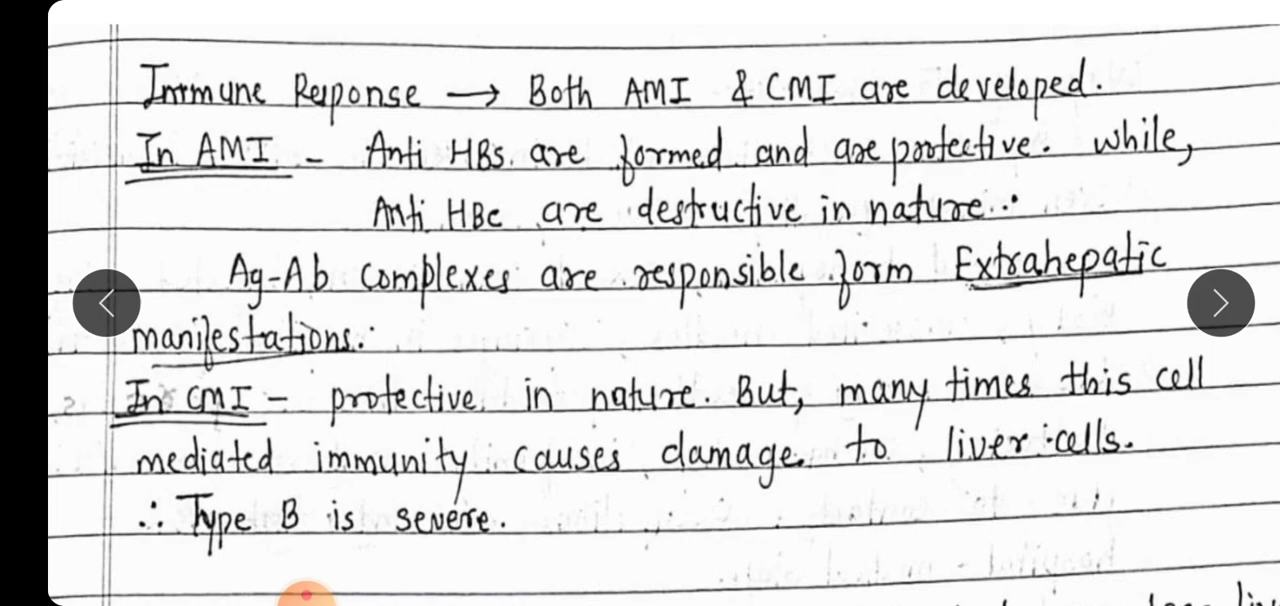 Immune Response → Both AMI & CMI are developed.
In AMI - Anti HBs are formed and are protective. while,
Anti HBc are destructive in nature.
Ag-Ab complexes are responsible form Extrahepatic
manifestations.
In CMI - protective in nature. But, many times this cell
mediated immunity causes damage to liver cells.
∴ Type B is severe.